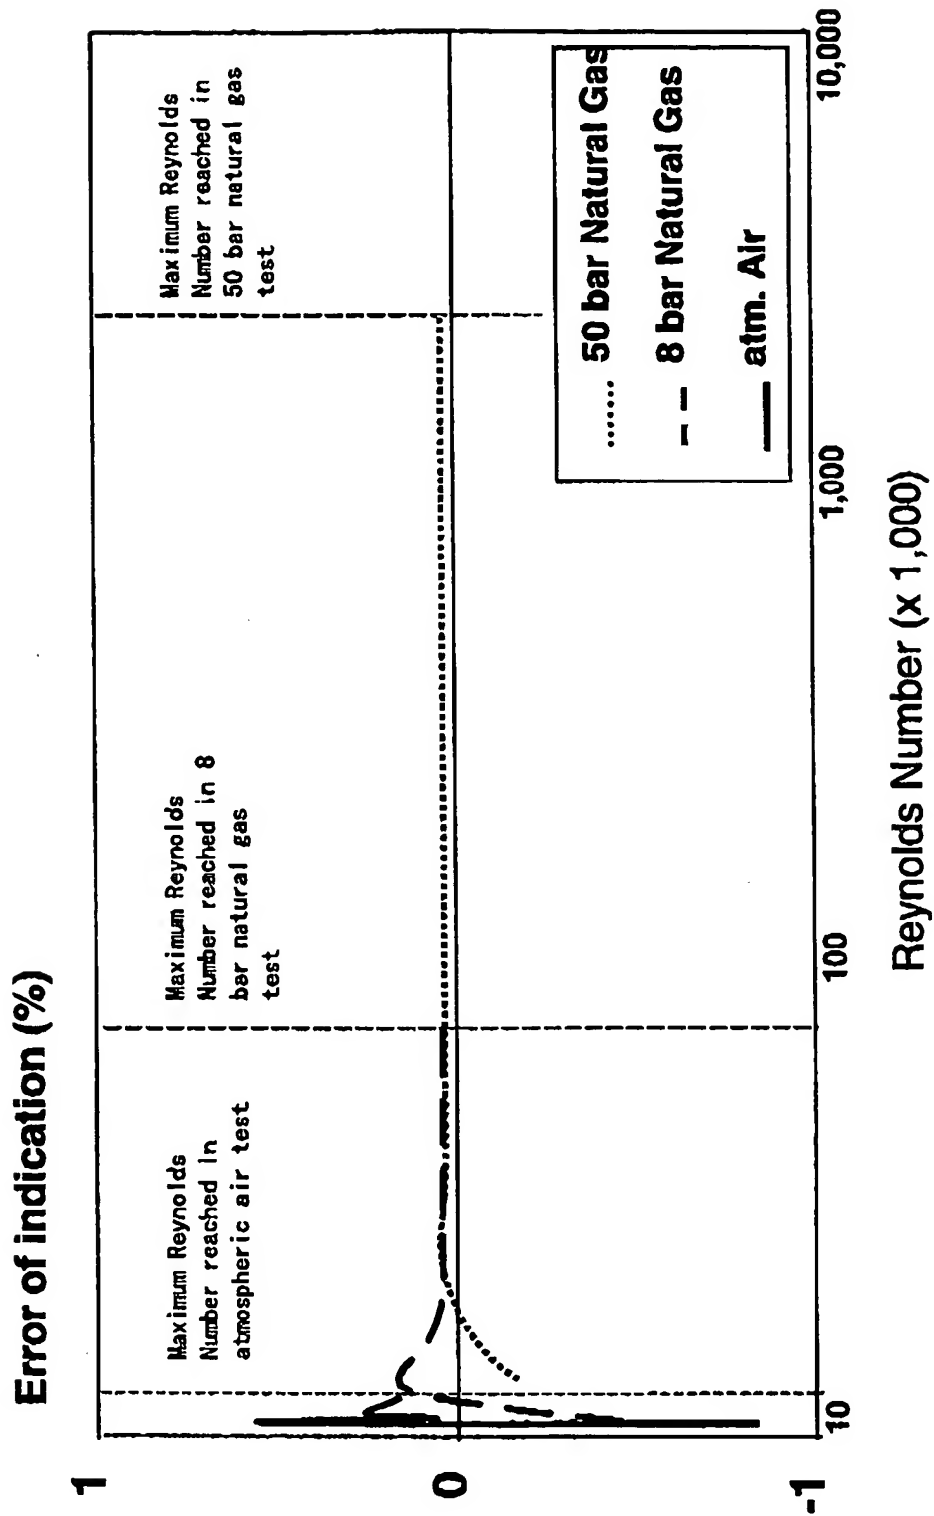 Error of indication (%)
1
0
-1
Maximum Reynolds
Number reached in
atmospheric air test
Maximum Reynolds
Number reached in 8
bar natural gas
test
Maximum Reynolds
Number reached in
50 bar natural gas
test
50 bar Natural Gas
8 bar Natural Gas
atm. Air
10
100
1,000
10,000
Reynolds Number (x 1,000)